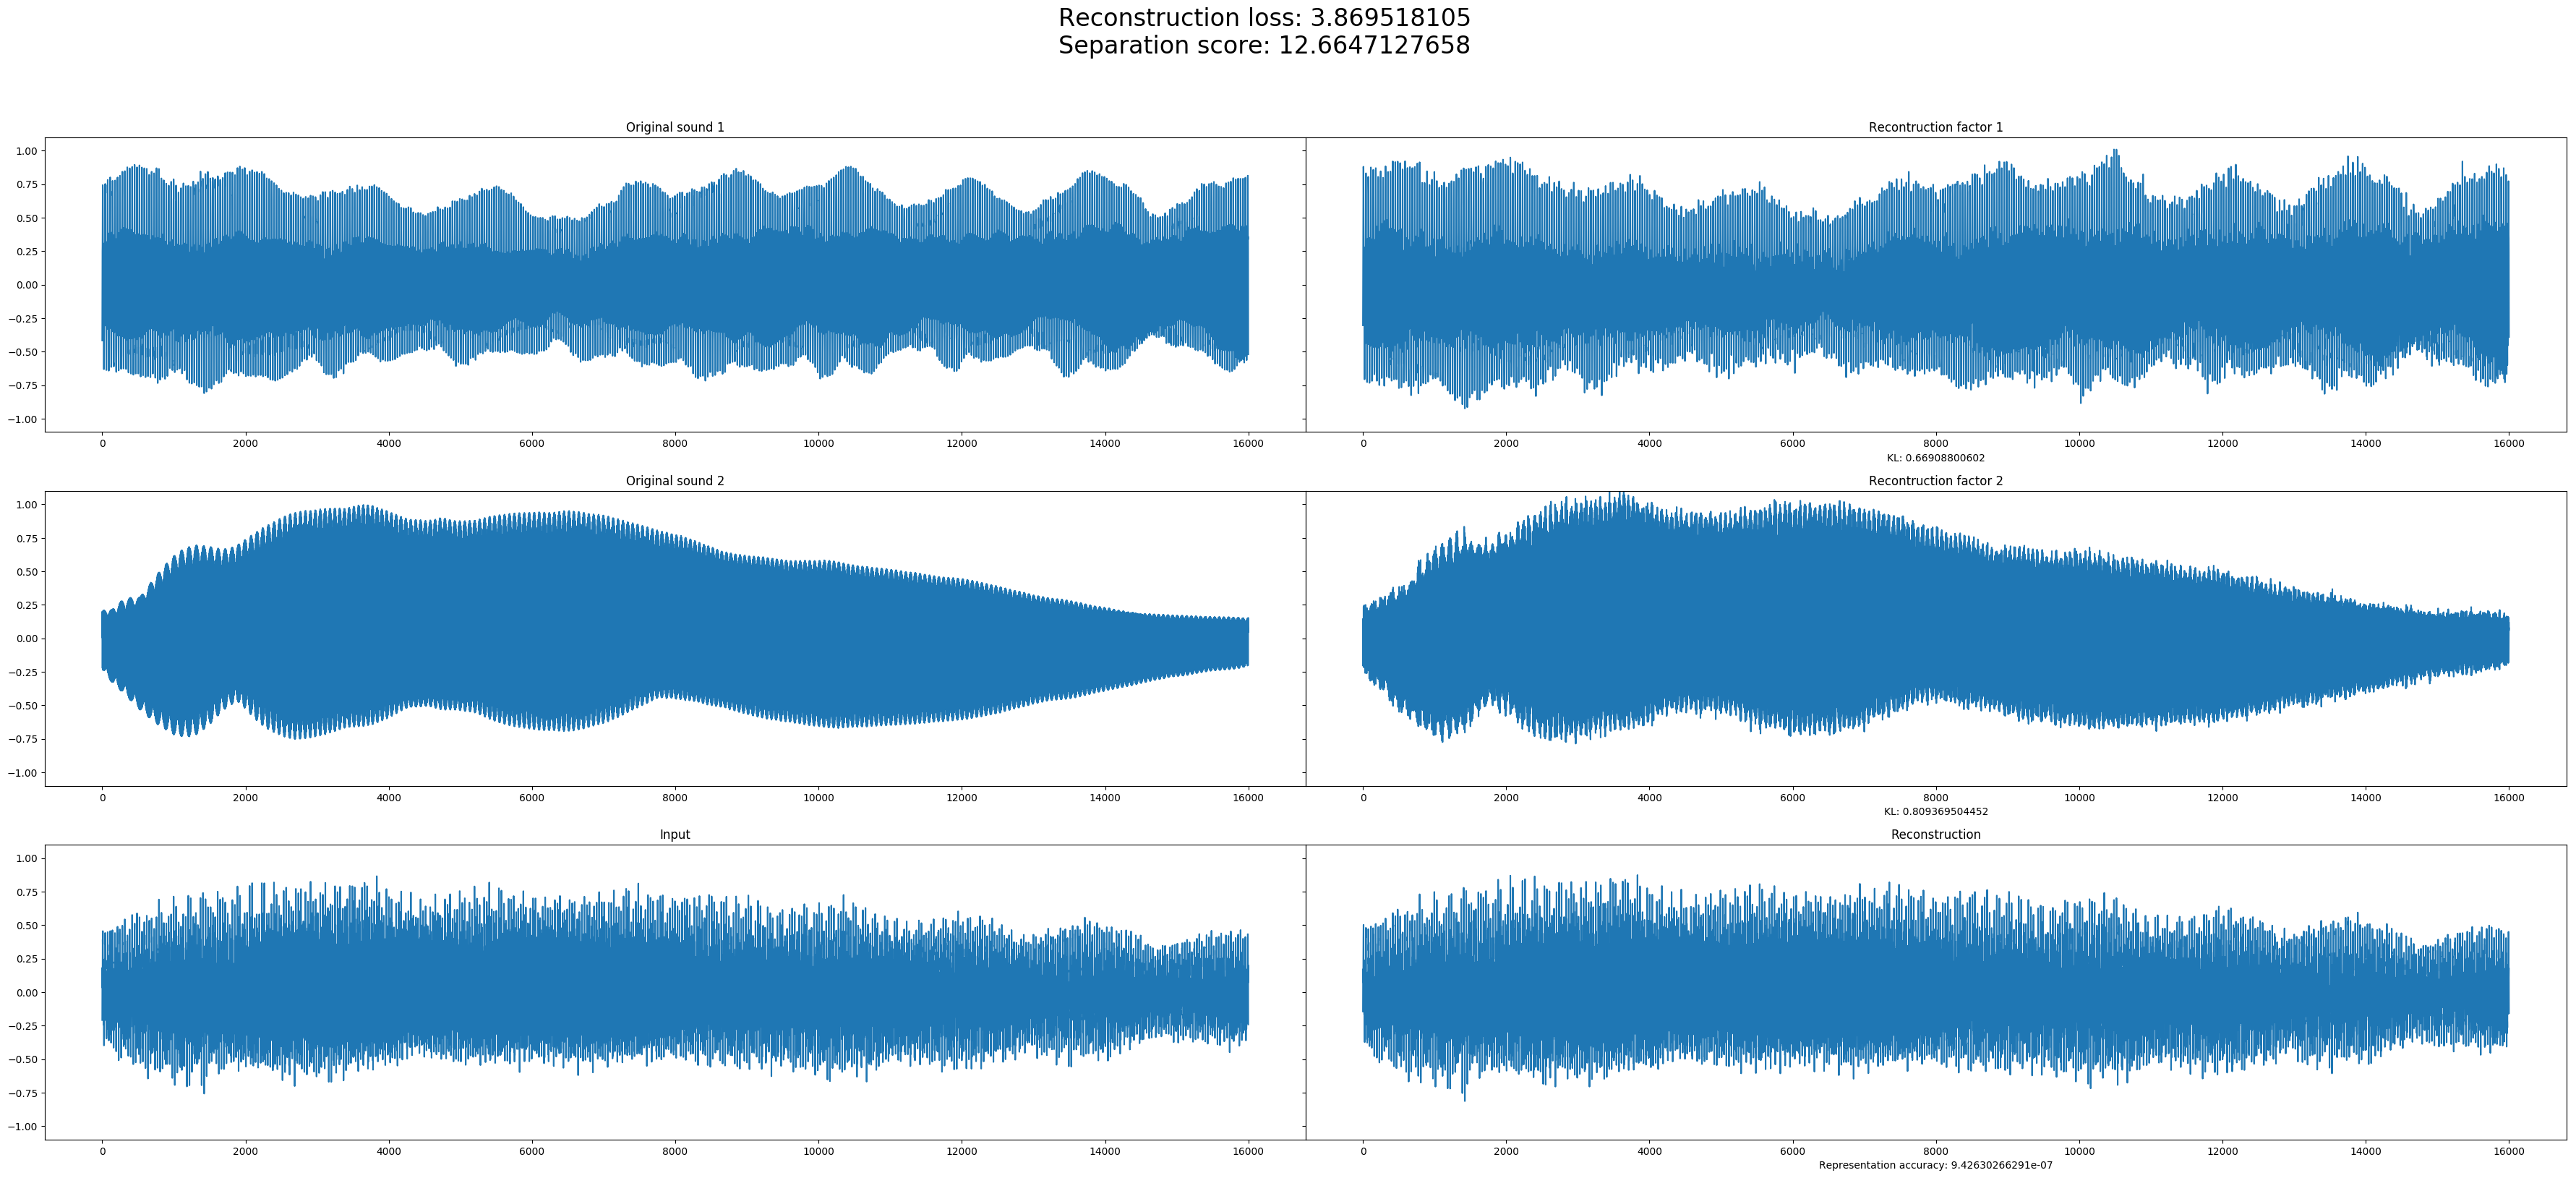 Reconstruction loss: 3.869518105
Separation score: 12.6647127658
Original sound 1
Recontruction factor 1
1.00
0.75
0.50
0.25
0.00
−0.25
−0.50
−0.75
−1.00
0 2000 4000 6000 8000 10000 12000 14000 16000
0 2000 4000 6000 8000 10000 12000 14000 16000
KL: 0.66908800602
Original sound 2
Recontruction factor 2
1.00
0.75
0.50
0.25
0.00
−0.25
−0.50
−0.75
−1.00
0 2000 4000 6000 8000 10000 12000 14000 16000
0 2000 4000 6000 8000 10000 12000 14000 16000
KL: 0.809369504452
Input
Reconstruction
1.00
0.75
0.50
0.25
0.00
−0.25
−0.50
−0.75
−1.00
0 2000 4000 6000 8000 10000 12000 14000 16000
0 2000 4000 6000 8000 10000 12000 14000 16000
Representation accuracy: 9.42630266291e-07